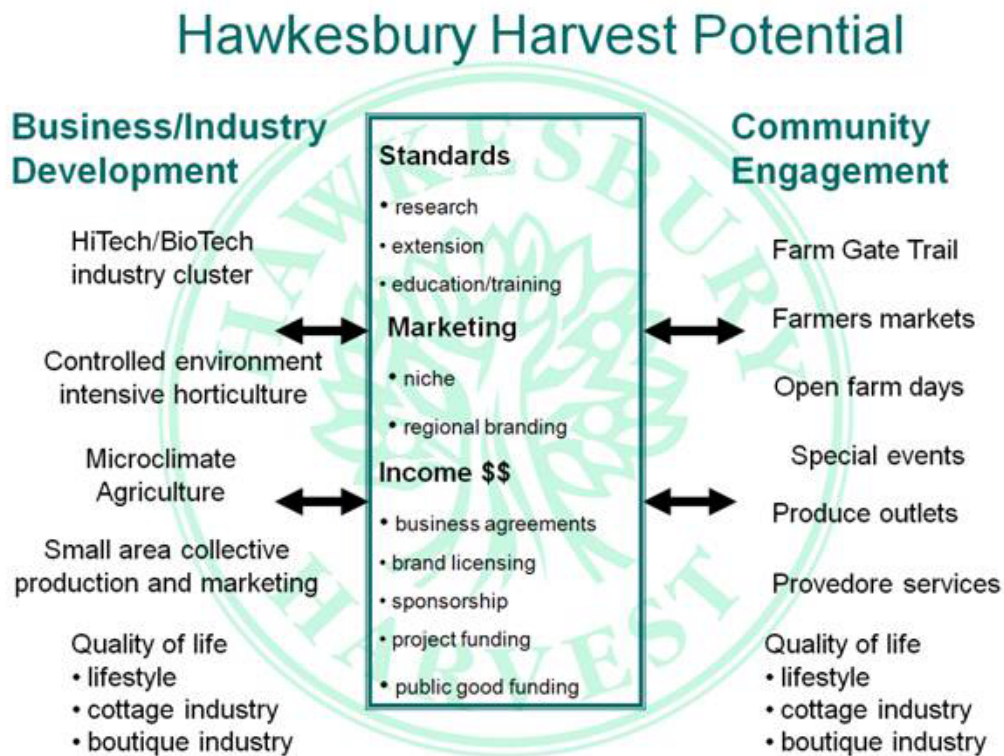 Hawkesbury Harvest Potential
Business/Industry
Development
HiTech/BioTech
industry cluster
Controlled environment
intensive horticulture
Microclimate
Agriculture
Small area collective
production and marketing
Quality of life
• lifestyle
• cottage industry
• boutique industry
Standards
• research
• extension
• education/training
Marketing
• niche
• regional branding
Income $$
• business agreements
• brand licensing
• sponsorship
• project funding
• public good funding
Community
Engagement
Farm Gate Trail
Farmers markets
Open farm days
Special events
Produce outlets
Provedore services
Quality of life
• lifestyle
• cottage industry
• boutique industry
HAWKESBURY
HARVEST